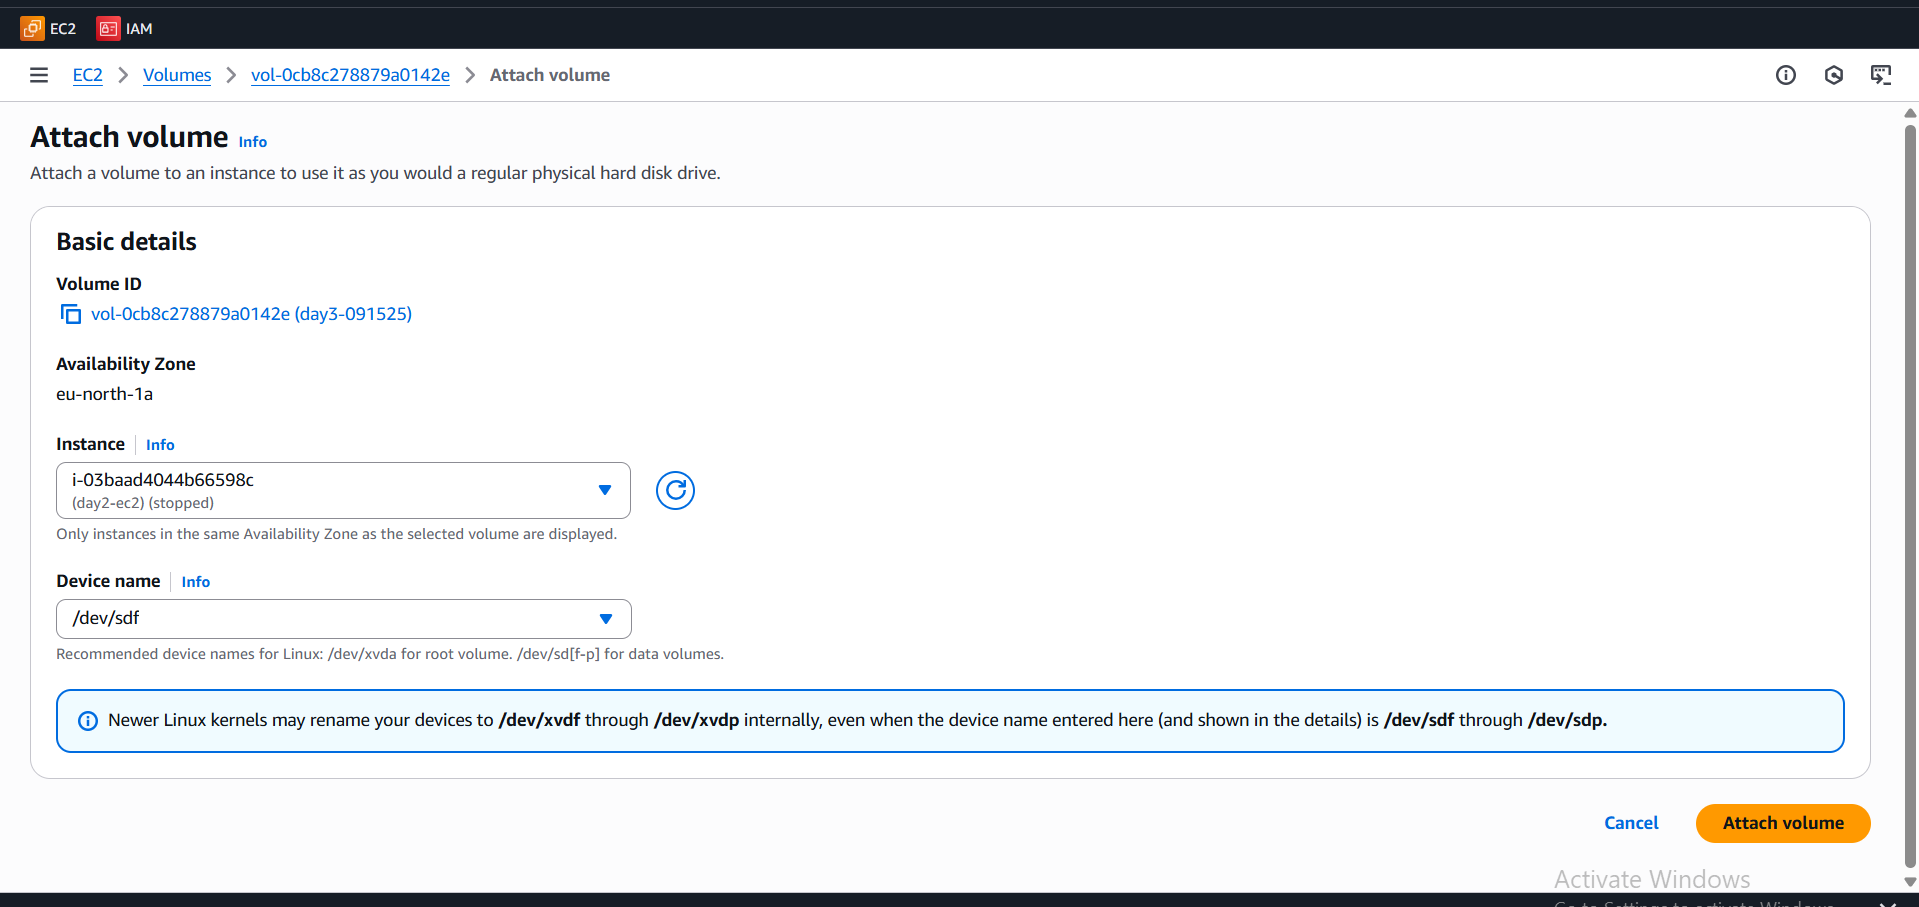 EC2 IAM
EC2 > Volumes > vol-0cb8c278879a0142e > Attach volume
Attach volume Info
Attach a volume to an instance to use it as you would a regular physical hard disk drive.
Basic details
Volume ID
vol-0cb8c278879a0142e (day3-091525)
Availability Zone
eu-north-1a
Instance Info
i-03baad4044b66598c
(day2-ec2) (stopped)
Only instances in the same Availability Zone as the selected volume are displayed.
Device name Info
/dev/sdf
Recommended device names for Linux: /dev/xvda for root volume. /dev/sd[f-p] for data volumes.
Newer Linux kernels may rename your devices to /dev/xvdf through /dev/xvdp internally, even when the device name entered here (and shown in the details) is /dev/sdf through /dev/sdp.
Cancel Attach volume
Activate Windows
Go to Settings to activate Windows.